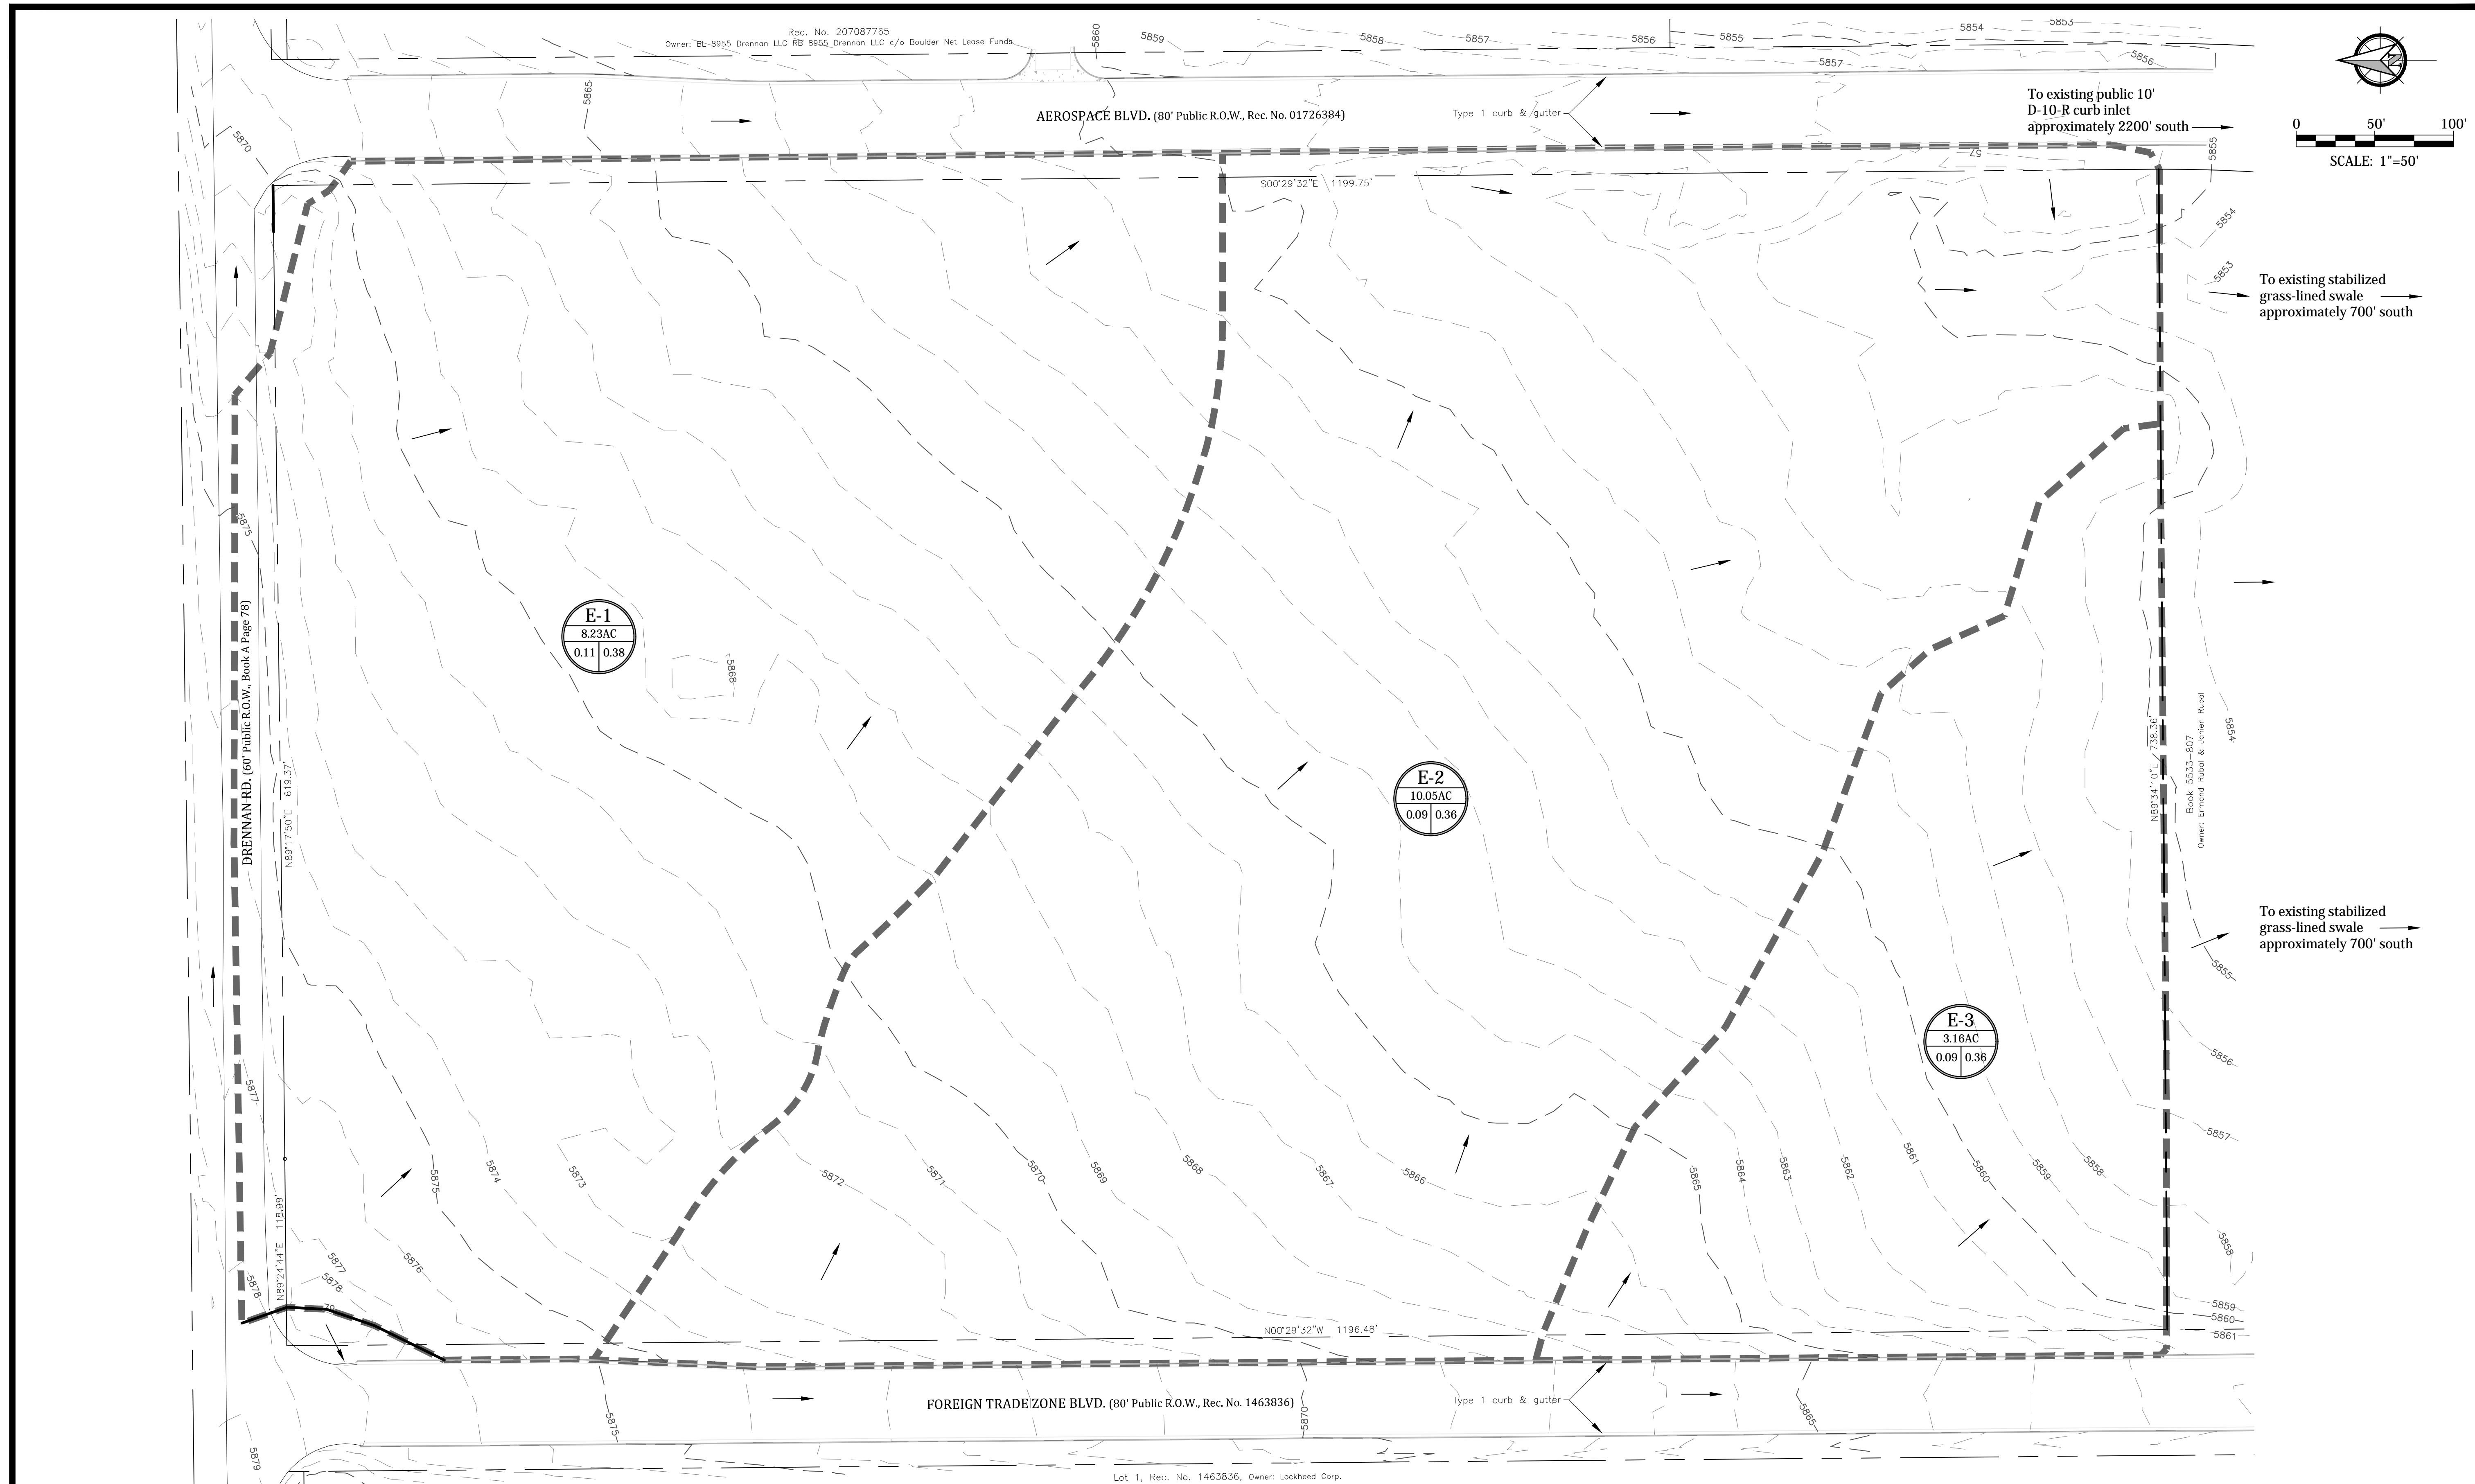 Rec. No. 207087765
Owner: BL 8955 Drennan LLC RB 8955 Drennan LLC c/o Boulder Net Lease Funds
5860
5859
5858
5857
5856
5855
5854
5853
5857
5856
N
0 50' 100'
SCALE: 1"=50'
5865
5870
AEROSPACE BLVD. (80' Public R.O.W., Rec. No. 01726384)
Type 1 curb & gutter
To existing public 10'
D-10-R curb inlet
approximately 2200' south
57
5855
S00°29'32"E 1199.75'
5854
5853
To existing stabilized
grass-lined swale
approximately 700' south
5875
DRENNAN RD. (60' Public R.O.W., Book A Page 78)
N89°17'50"E 619.37'
E-1
8.23AC
0.11 0.38
5868
E-2
10.05AC
0.09 0.36
N89°34'10"E 738.36'
Book 5533-807
Owner: Ermand Rubal & Janien Rubal
5854
To existing stabilized
grass-lined swale
approximately 700' south
5855
E-3
3.16AC
0.09 0.36
5856
5857
5877
5875
5874
5873
5872
5871
5870
5869
5868
5867
5866
5865
5864
5863
5862
5861
5860
5859
5858
5858
N89°24'44"E 118.99'
5877
5878
5876
5878
79
5859
5860
5861
N00°29'32"W 1196.48'
FOREIGN TRADE ZONE BLVD. (80' Public R.O.W., Rec. No. 1463836)
Type 1 curb & gutter
5875
5870
5865
5879
Lot 1, Rec. No. 1463836, Owner: Lockheed Corp.